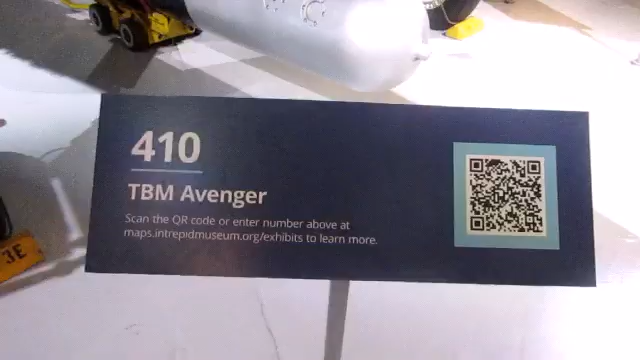 410
TBM Avenger
Scan the QR code or enter number above at
maps.intrepidmuseum.org/exhibits to learn more.
3E